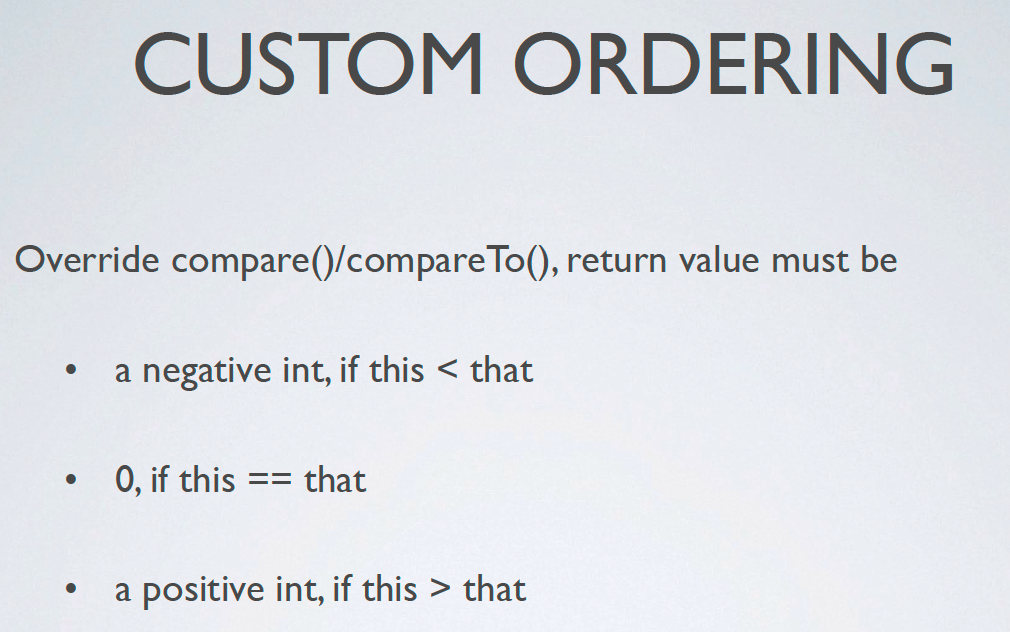 CUSTOM ORDERING
Override compare()/compareTo(), return value must be
• a negative int, if this < that
• 0, if this == that
• a positive int, if this > that